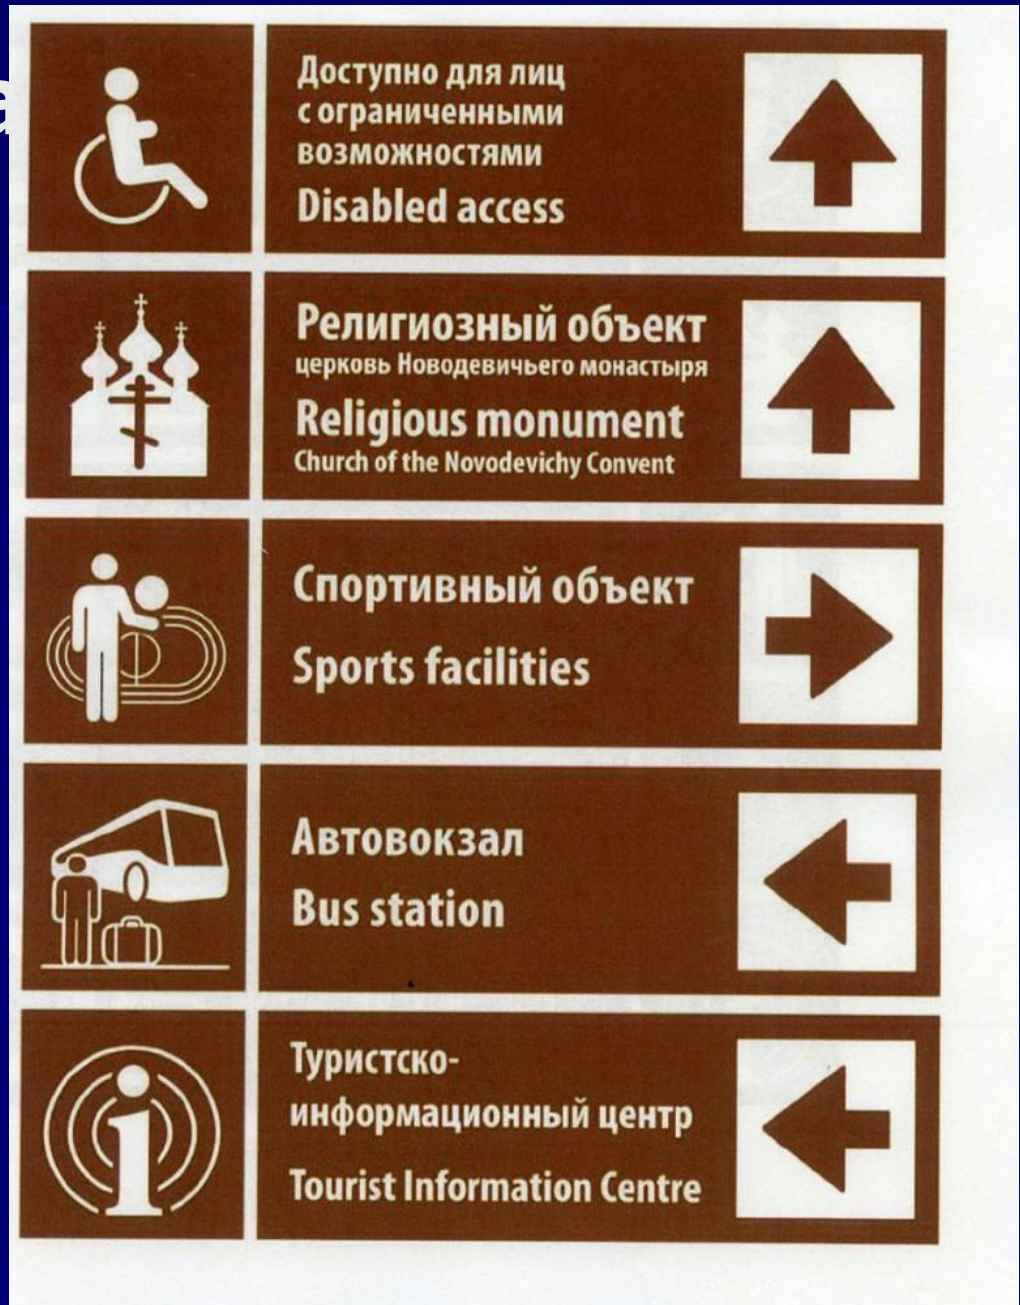 Доступно для лиц
с ограниченными
возможностями
Disabled access
Религиозный объект
церковь Новодевичьего монастыря
Religious monument
Church of the Novodevichy Convent
Спортивный объект
Sports facilities
Автовокзал
Bus station
Туристско-
информационный центр
Tourist Information Centre